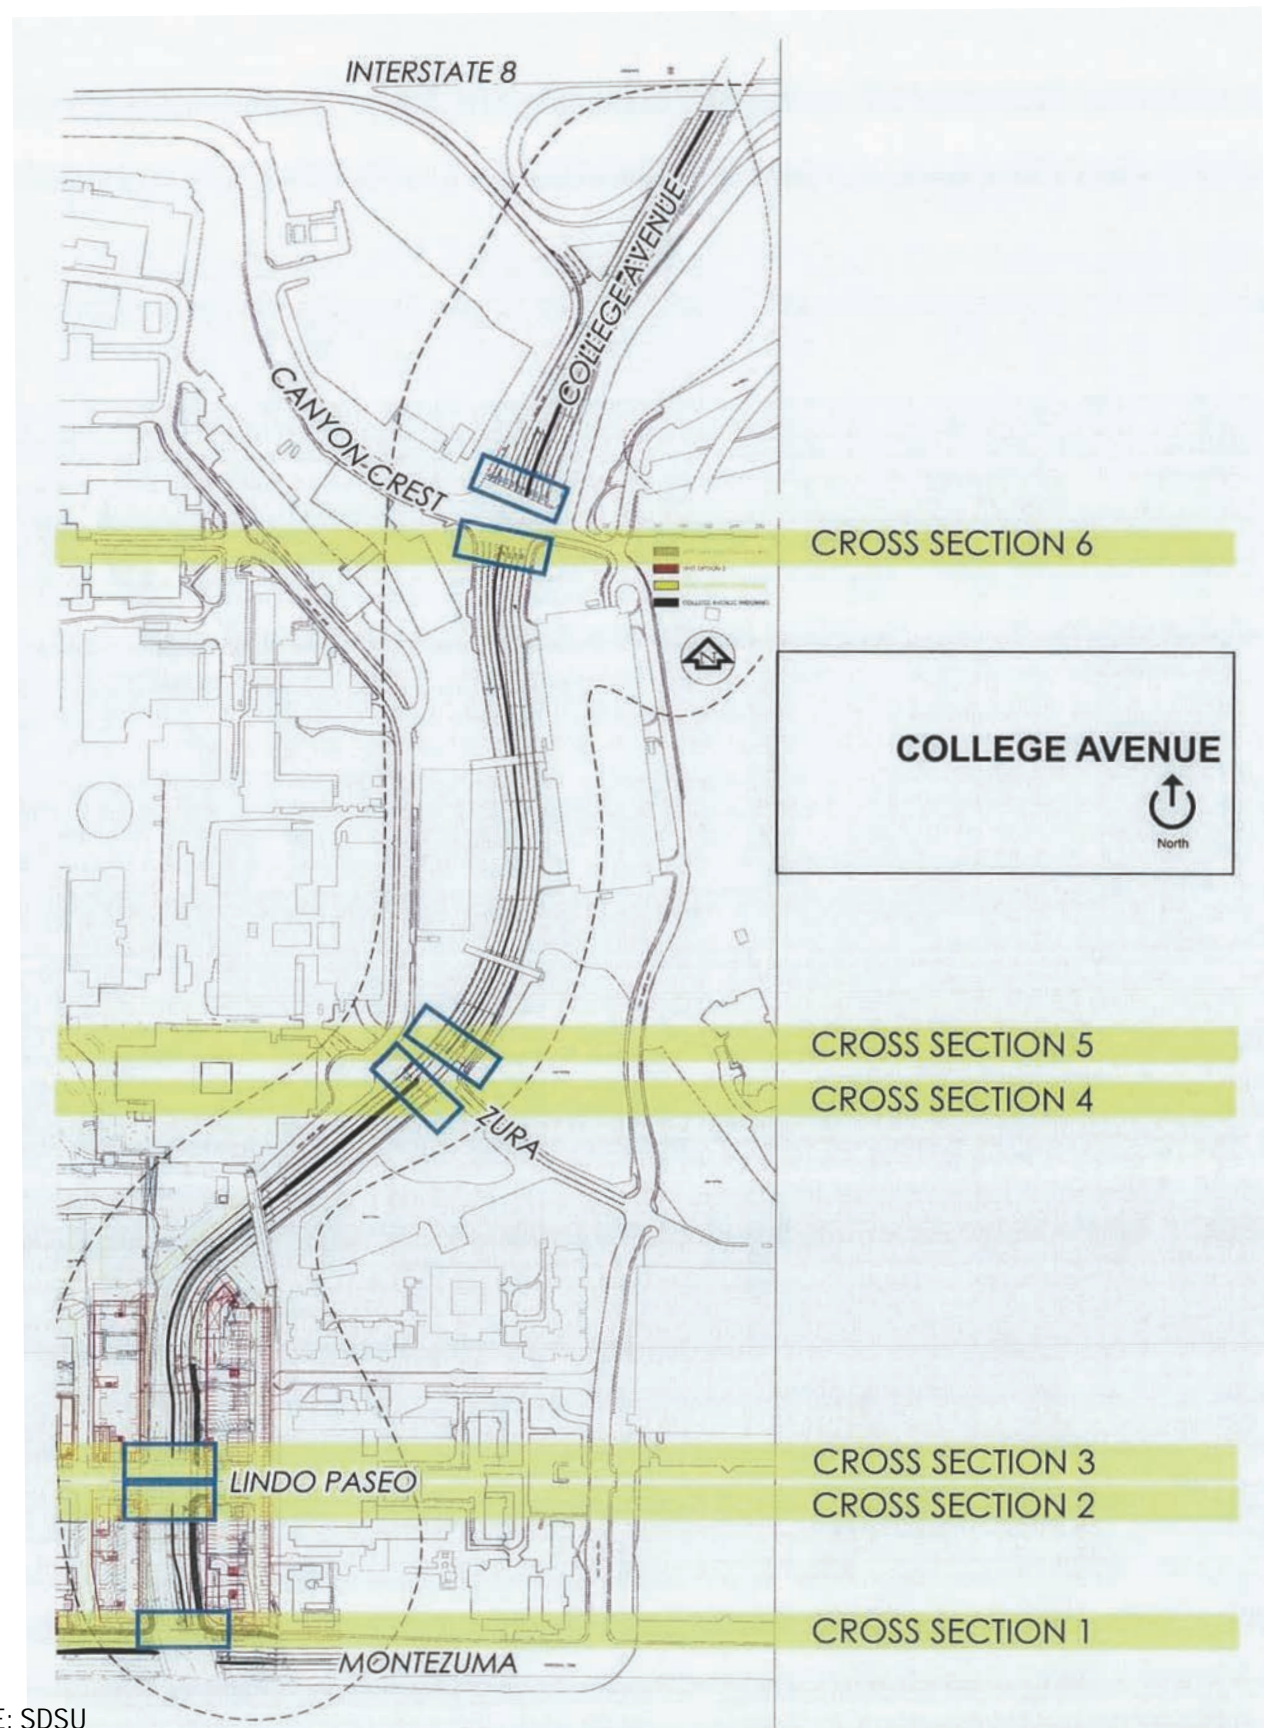 INTERSTATE 8
COLLEGE AVENUE
CANYON CREST
CROSS SECTION 6
N
COLLEGE AVENUE
North
CROSS SECTION 5
CROSS SECTION 4
ZURA
CROSS SECTION 3
LINDO PASEO
CROSS SECTION 2
CROSS SECTION 1
MONTEZUMA
E: SDSU